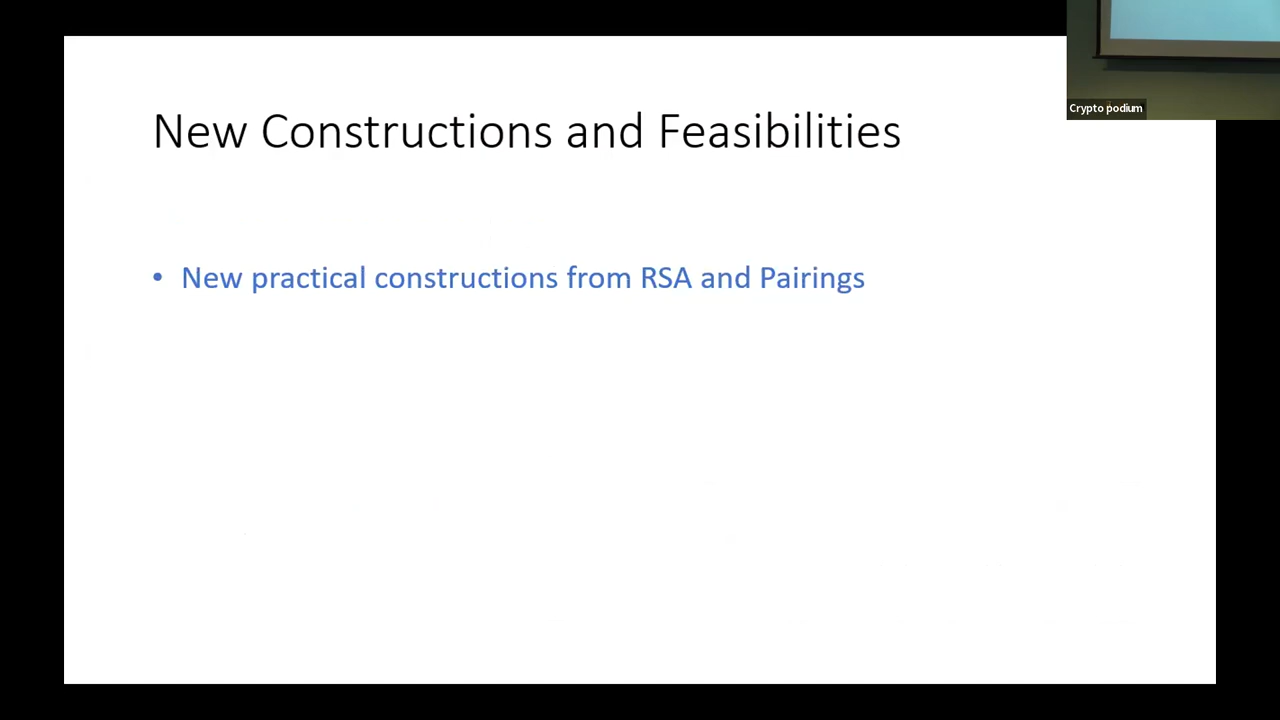 Crypto podium
New Constructions and Feasibilities
• New practical constructions from RSA and Pairings